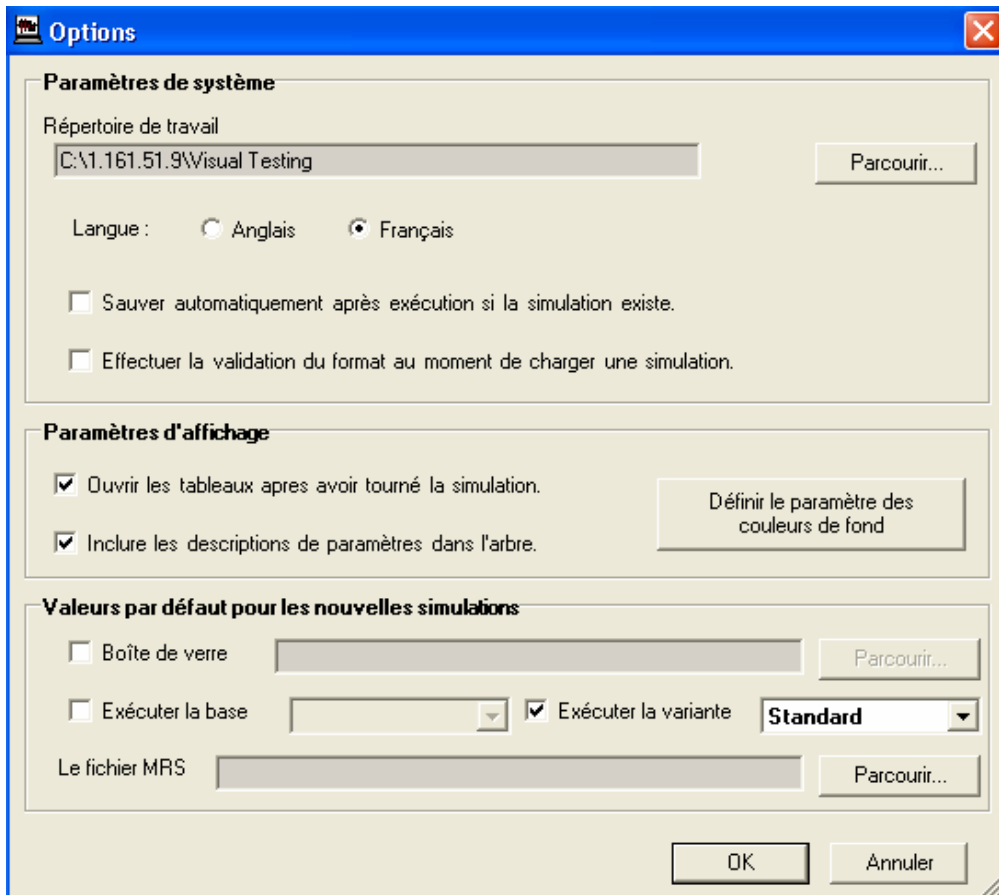 Options
Paramètres de système
Répertoire de travail
C:\1.161.51.9\Visual Testing
Parcourir...
Langue : Anglais Français
Sauver automatiquement après exécution si la simulation existe.
Effectuer la validation du format au moment de charger une simulation.
Paramètres d'affichage
Ouvrir les tableaux apres avoir tourné la simulation.
Définir le paramètre des
couleurs de fond
Inclure les descriptions de paramètres dans l'arbre.
Valeurs par défaut pour les nouvelles simulations
Boîte de verre Parcourir...
Exécuter la base Exécuter la variante Standard
Le fichier MRS Parcourir...
OK Annuler